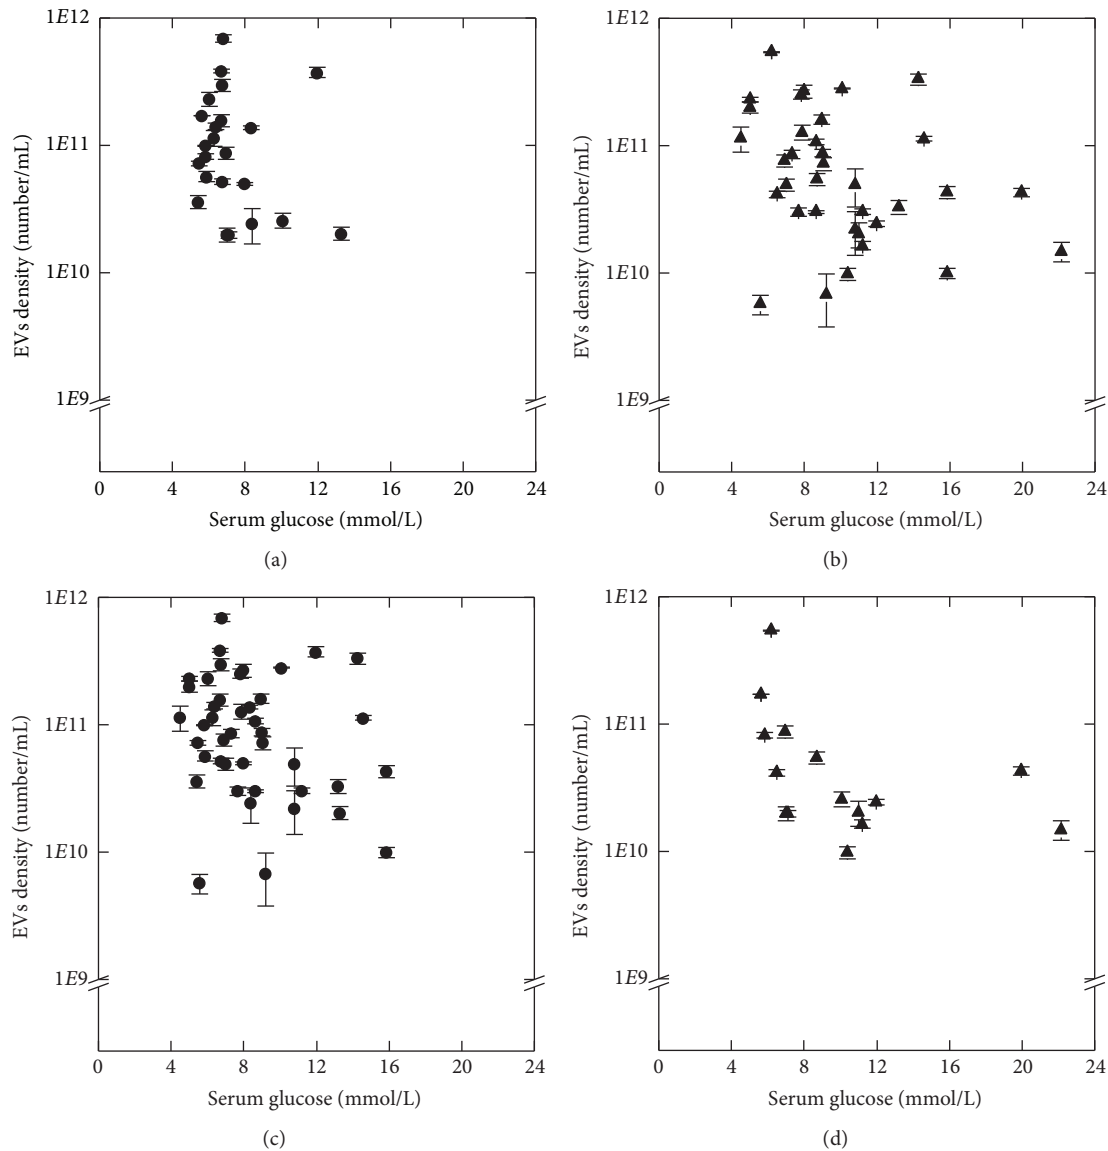 1E12
1E11
1E10
1E9
EVs density (number/mL)
0 4 8 12 16 20 24
Serum glucose (mmol/L)
(a)
1E12
1E11
1E10
1E9
EVs density (number/mL)
0 4 8 12 16 20 24
Serum glucose (mmol/L)
(b)
1E12
1E11
1E10
1E9
EVs density (number/mL)
0 4 8 12 16 20 24
Serum glucose (mmol/L)
(c)
1E12
1E11
1E10
1E9
EVs density (number/mL)
0 4 8 12 16 20 24
Serum glucose (mmol/L)
(d)